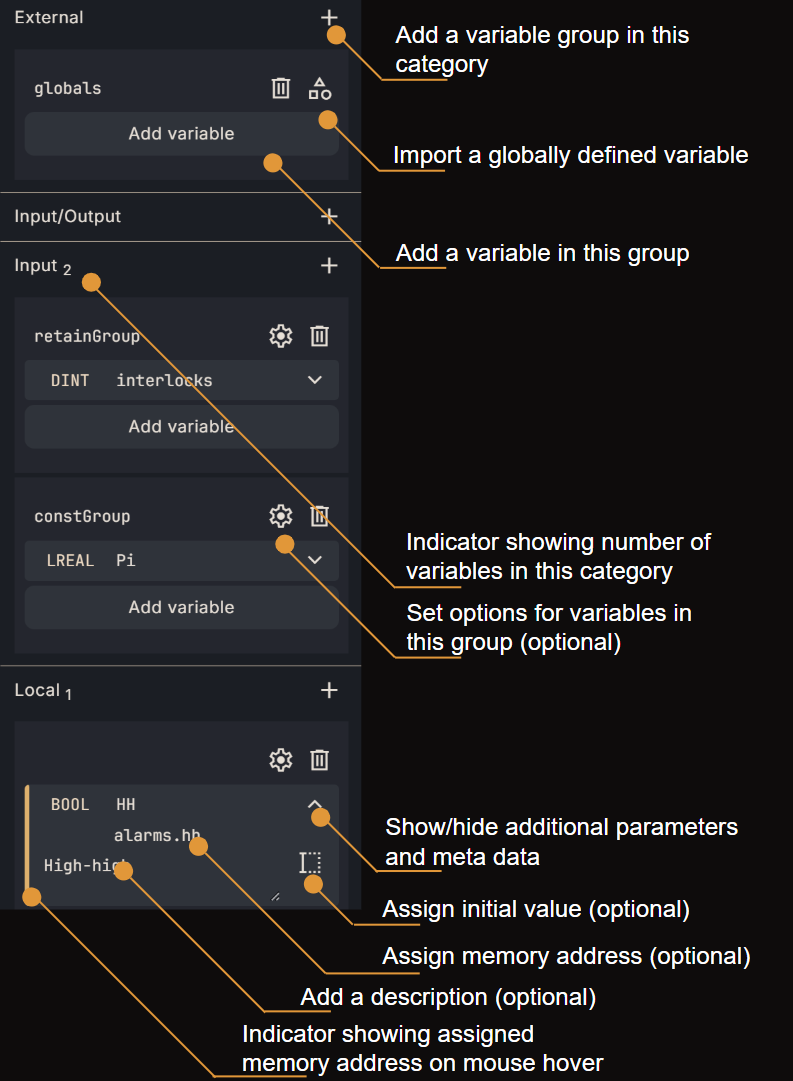 External
Add a variable group in this
category
globals
Add variable
Import a globally defined variable
Input/Output
Add a variable in this group
Input 2
retainGroup
DINT interlocks
Add variable
constGroup
LREAL Pi
Add variable
Indicator showing number of
variables in this category
Set options for variables in
this group (optional)
Local 1
BOOL HH
alarms.hh
High-high
Show/hide additional parameters
and meta data
Assign initial value (optional)
Assign memory address (optional)
Add a description (optional)
Indicator showing assigned
memory address on mouse hover